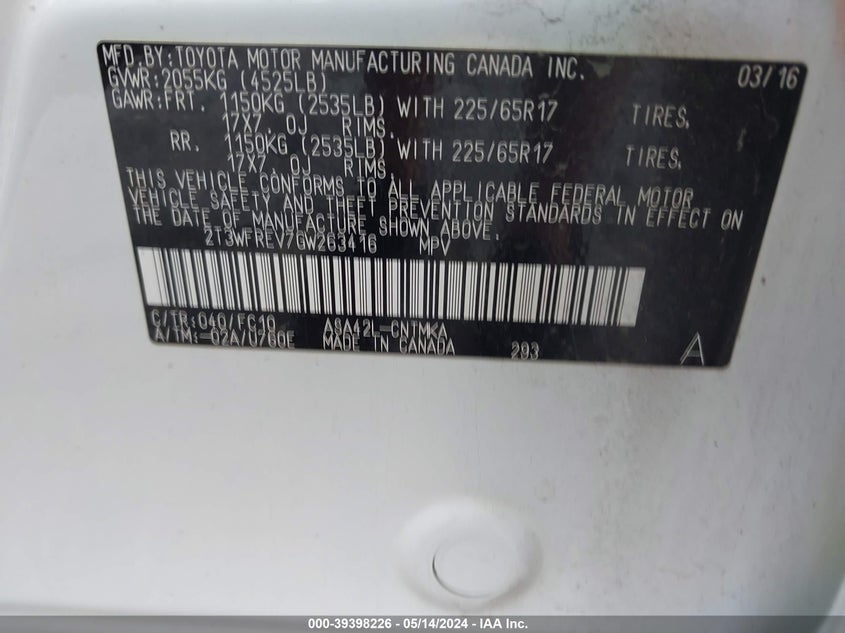 MFD.BY:TOYOTA MOTOR MANUFACTURING CANADA INC. 03/16
GVWR:2055KG (4525LB)
GAWR:FRT. 1150KG (2535LB) WITH 225/65R17 TIRES,
17X7.0J RIMS.
RR. 1150KG (2535LB) WITH 225/65R17 TIRES,
17X7.0J RIMS.
THIS VEHICLE CONFORMS TO ALL APPLICABLE FEDERAL MOTOR
VEHICLE SAFETY AND THEFT PREVENTION STANDARDS IN EFFECT ON
THE DATE OF MANUFACTURE SHOWN ABOVE.
2T3WFREV7GW263416 MPV
C/TR:040/FC10 ASA42L-CNTMKA
A/TM:-02A/U760E MADE IN CANADA 293 A
000-39398226 - 05/14/2024 - IAA Inc.